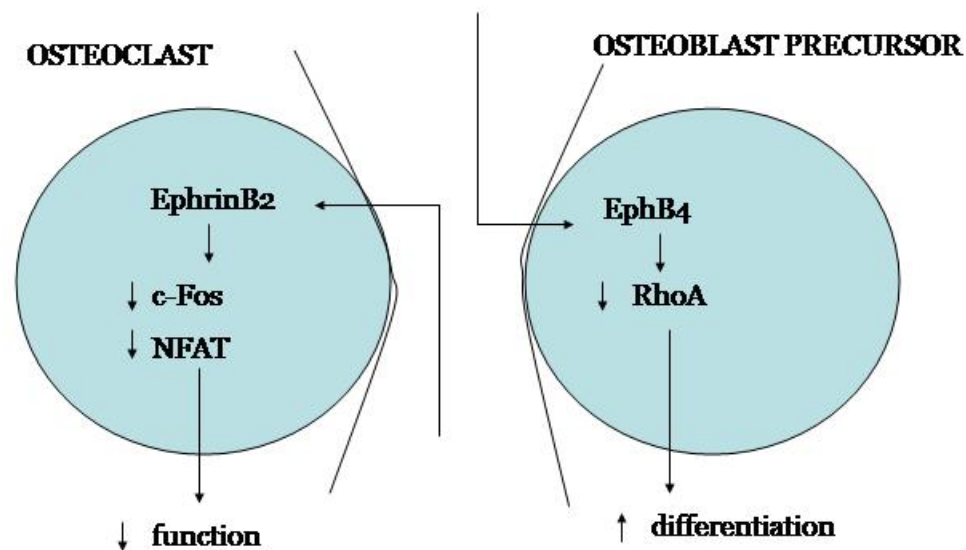 OSTEOCLAST
OSTEOBLAST PRECURSOR
EphrinB2
↓ c-Fos
↓ NFAT
↓ function
EphB4
↓ RhoA
↑ differentiation